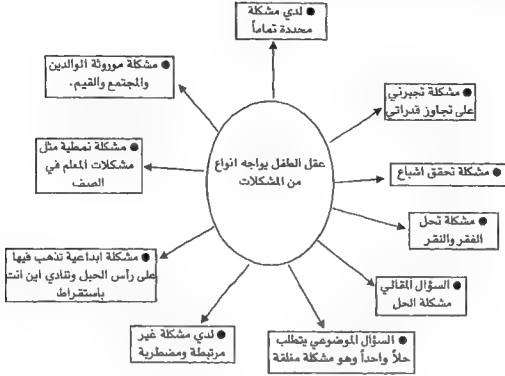 ● لدي مشكلة
محددة تماماً
● مشكلة تجبرني
على تجاوز قدراتي
● مشكلة تحقق اشباع
● مشكلة تحل
الفقر والنقر
● السؤال المقالي
مشكلة الحل
● السؤال الموضوعي يتطلب
حلاً واحداً وهو مشكلة مغلقة
● لدي مشكلة غير
مرتبطة ومضطربة
● مشكلة ابداعية تذهب فيها
على رأس الجبل وتنادي اين انت
ياستقراط
● مشكلة نمطية مثل
مشكلات المعلم في
الصف
● مشكلة موروثة الوالدين
والمجتمع والقيم.
عقل الطفل يواجه انواع
من المشكلات